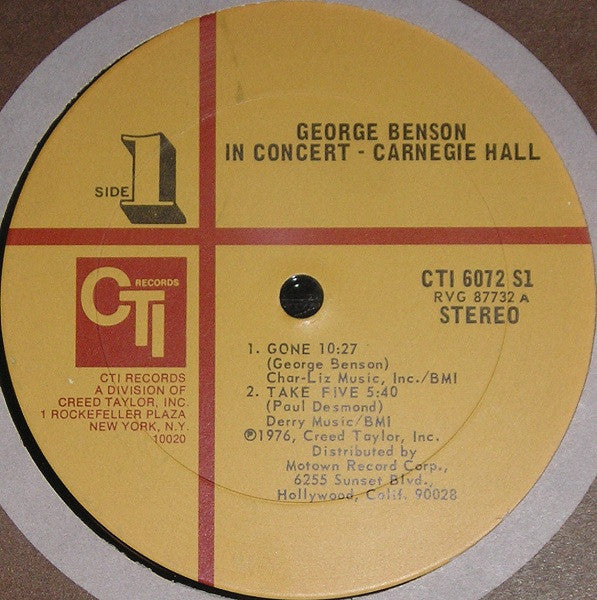 GEORGE BENSON
IN CONCERT - CARNEGIE HALL
SIDE 1
CTI RECORDS
CTI 6072 S1
RVG 87732 A
STEREO
1. GONE 10:27
(George Benson)
Char-Liz Music, Inc./BMI
2. TAKE FIVE 5:40
(Paul Desmond)
Derry Music/BMI
℗1976, Creed Taylor, Inc.
Distributed by
Motown Record Corp.,
6255 Sunset Blvd.,
Hollywood, Calif. 90028
CTI RECORDS
A DIVISION OF
CREED TAYLOR, INC.
1 ROCKEFELLER PLAZA
NEW YORK, N.Y.
10020